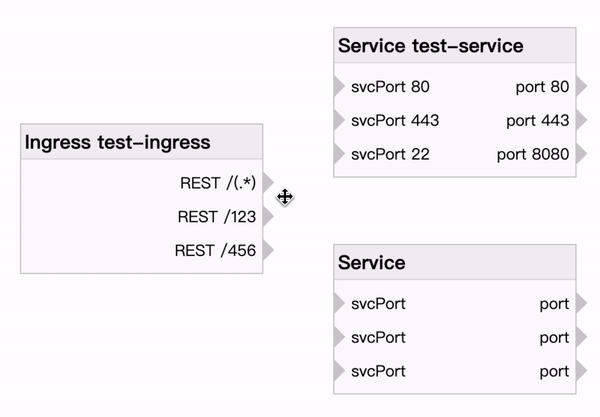 Ingress test-ingress
REST /(.*)
REST /123
REST /456
Service test-service
svcPort 80 port 80
svcPort 443 port 443
svcPort 22 port 8080
Service
svcPort port
svcPort port
svcPort port